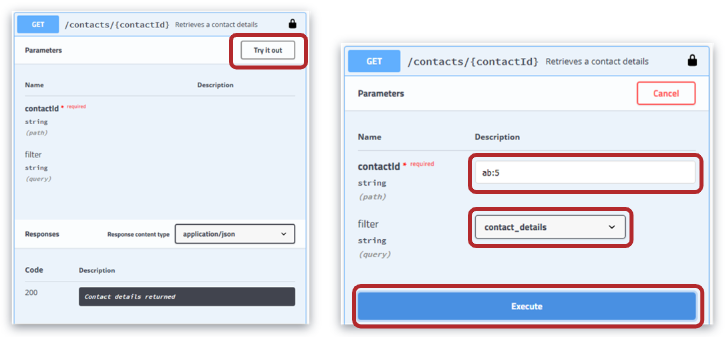 GET /contacts/{contactId} Retrieves a contact details
Parameters Try it out
Name Description
contactId * required
string
(path)
filter
string
(query)
Responses Response content type application/json
Code Description
200 Contact details returned
GET /contacts/{contactId} Retrieves a contact details
Parameters Cancel
Name Description
contactId * required ab:5
string
(path)
filter contact_details
string
(query)
Execute